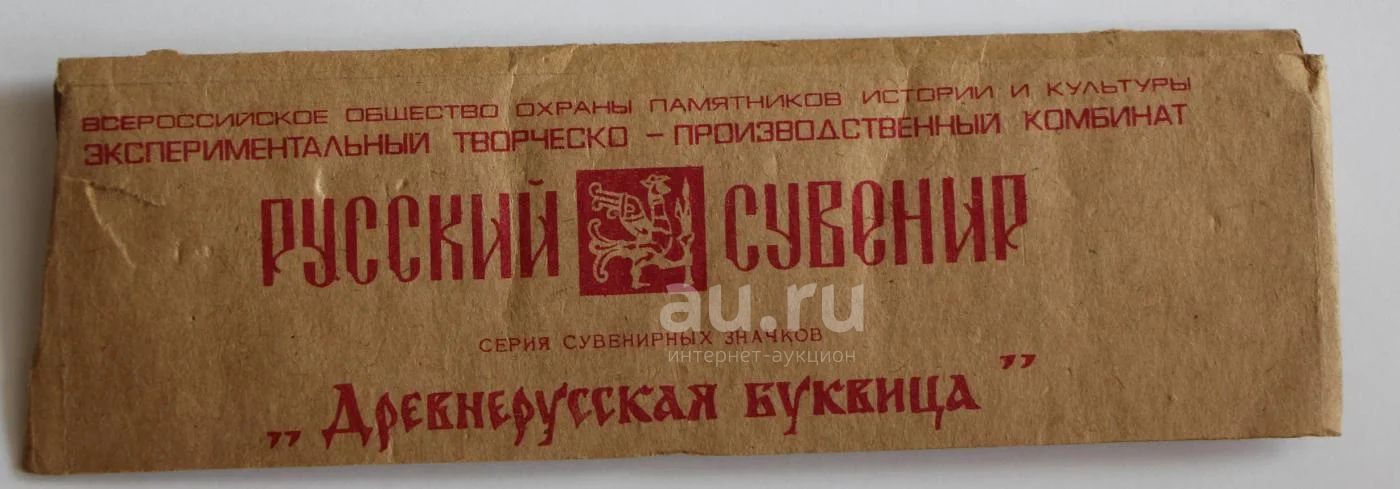 ВСЕРОССИЙСКОЕ ОБЩЕСТВО ОХРАНЫ ПАМЯТНИКОВ ИСТОРИИ И КУЛЬТУРЫ
ЭКСПЕРИМЕНТАЛЬНЫЙ ТВОРЧЕСКО – ПРОИЗВОДСТВЕННЫЙ КОМБИНАТ
РУССКИЙ СУВЕНИР
au.ru
СЕРИЯ СУВЕНИРНЫХ ЗНАЧКОВ
интернет-аукцион
„Древнерусская буквица”